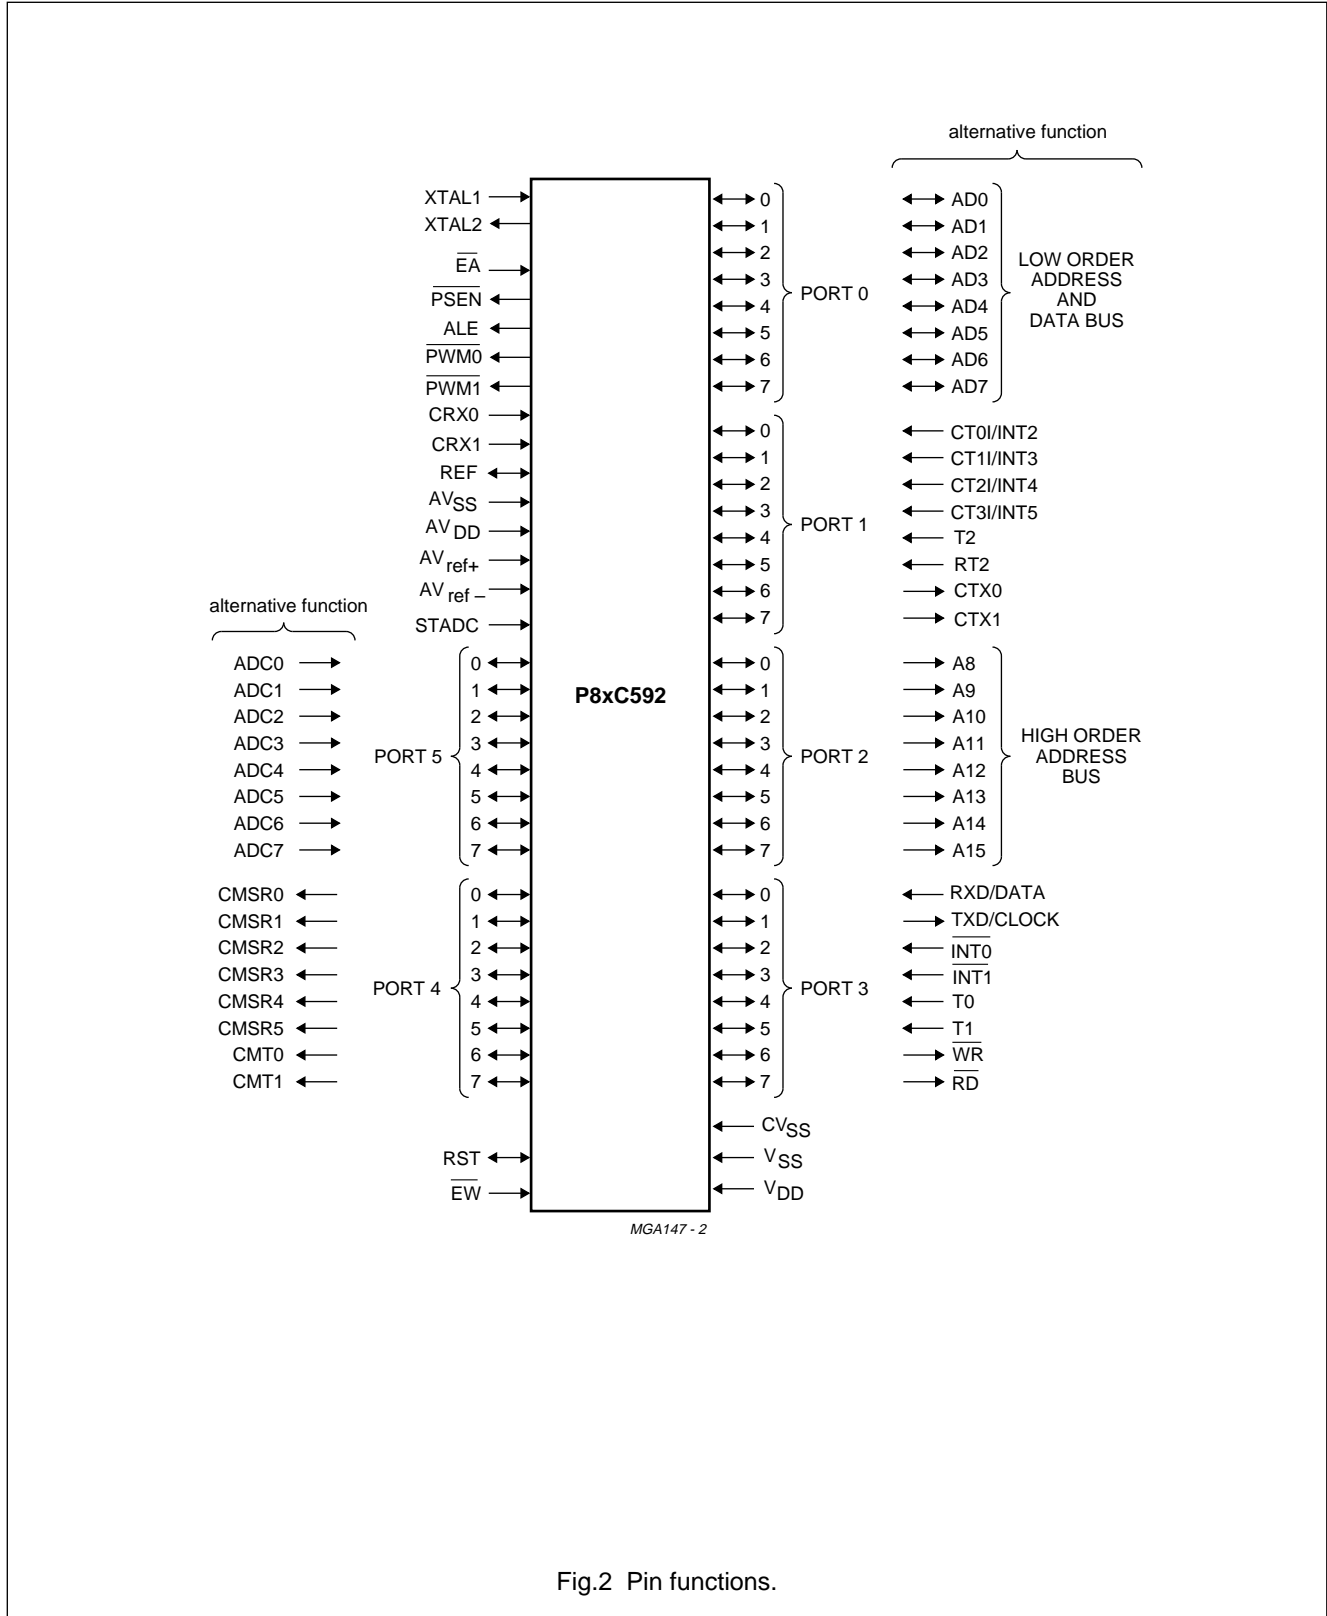 alternative function
XTAL1
XTAL2
EA
PSEN
ALE
PWM0
PWM1
CRX0
CRX1
REF
AVSS
AVDD
AVref+
AVref –
STADC
0
1
2
3
4
5
6
7
PORT 0
AD0
AD1
AD2
AD3
AD4
AD5
AD6
AD7
LOW ORDER
ADDRESS
AND
DATA BUS
0
1
2
3
4
5
6
7
PORT 1
CT0I/INT2
CT1I/INT3
CT2I/INT4
CT3I/INT5
T2
RT2
CTX0
CTX1
alternative function
ADC0
ADC1
ADC2
ADC3
ADC4
ADC5
ADC6
ADC7
PORT 5
0
1
2
3
4
5
6
7
P8xC592
0
1
2
3
4
5
6
7
PORT 2
A8
A9
A10
A11
A12
A13
A14
A15
HIGH ORDER
ADDRESS
BUS
CMSR0
CMSR1
CMSR2
CMSR3
CMSR4
CMSR5
CMT0
CMT1
PORT 4
0
1
2
3
4
5
6
7
0
1
2
3
4
5
6
7
PORT 3
RXD/DATA
TXD/CLOCK
INT0
INT1
T0
T1
WR
RD
RST
EW
CVSS
VSS
VDD
MGA147 - 2
Fig.2 Pin functions.